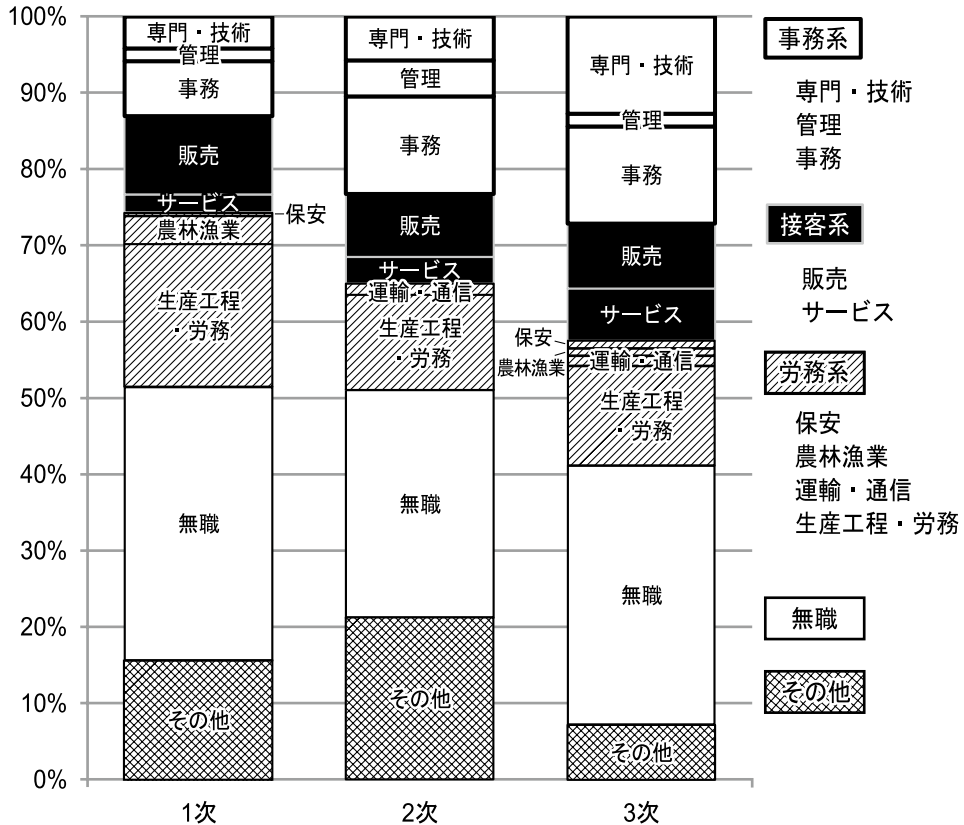 100%
90%
80%
70%
60%
50%
40%
30%
20%
10%
0%
専門・技術
管理
事務
販売
サービス
保安
農林漁業
生産工程
・労務
無職
その他
1次
専門・技術
管理
事務
販売
サービス
運輸・通信
生産工程
・労務
無職
その他
2次
専門・技術
管理
事務
販売
サービス
保安
農林漁業
運輸・通信
生産工程
・労務
無職
その他
3次
事務系
専門・技術
管理
事務
接客系
販売
サービス
労務系
保安
農林漁業
運輸・通信
生産工程・労務
無職
その他